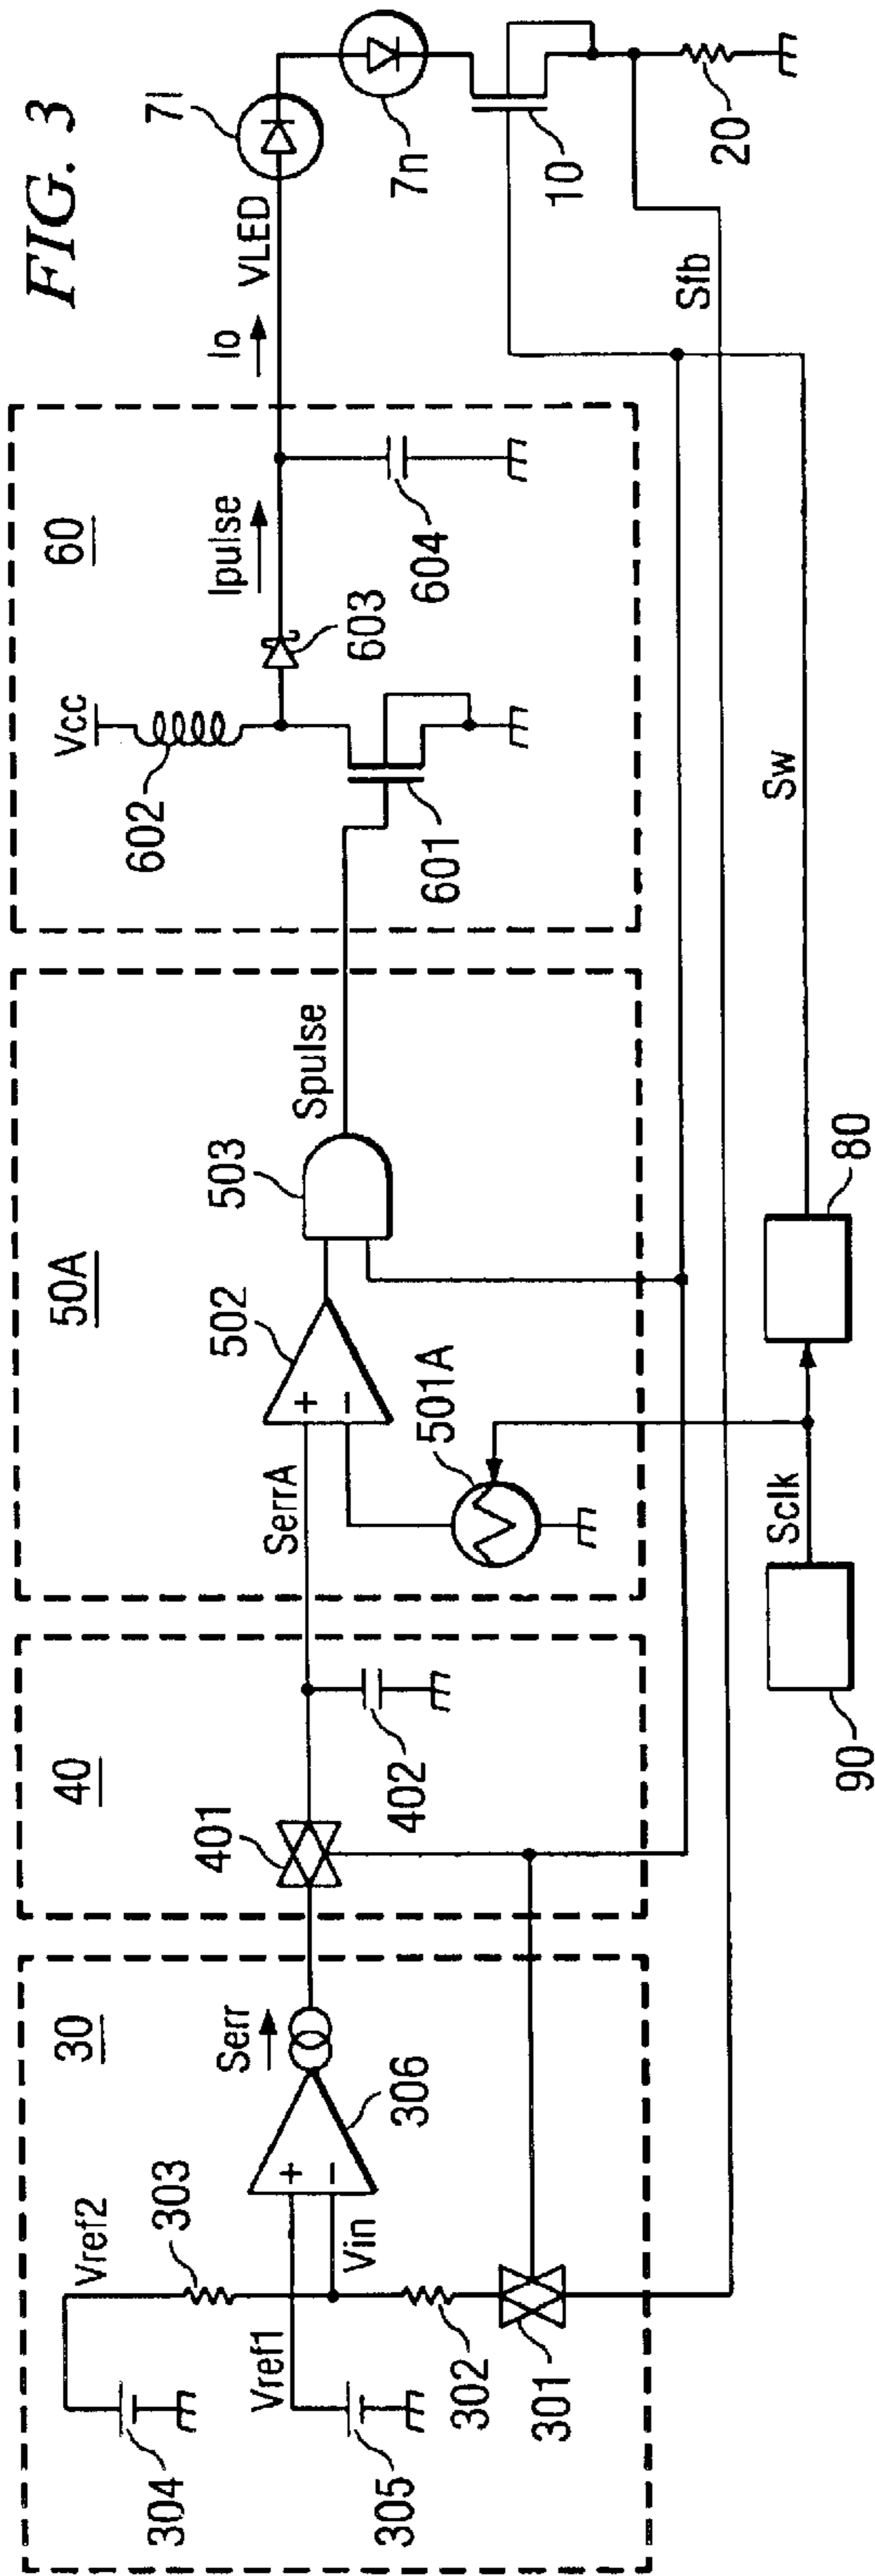 FIG. 3
30
Vref2
303
304
Vref1
305
Vin
302
301
306
Serr
40
401
402
50A
SerrA
+
−
+
−
502
501A
503
Spulse
60
Vcc
602
601
603
Ipulse
604
Io
VLED
71
7n
10
20
Sfb
Sw
Sclk
80
90